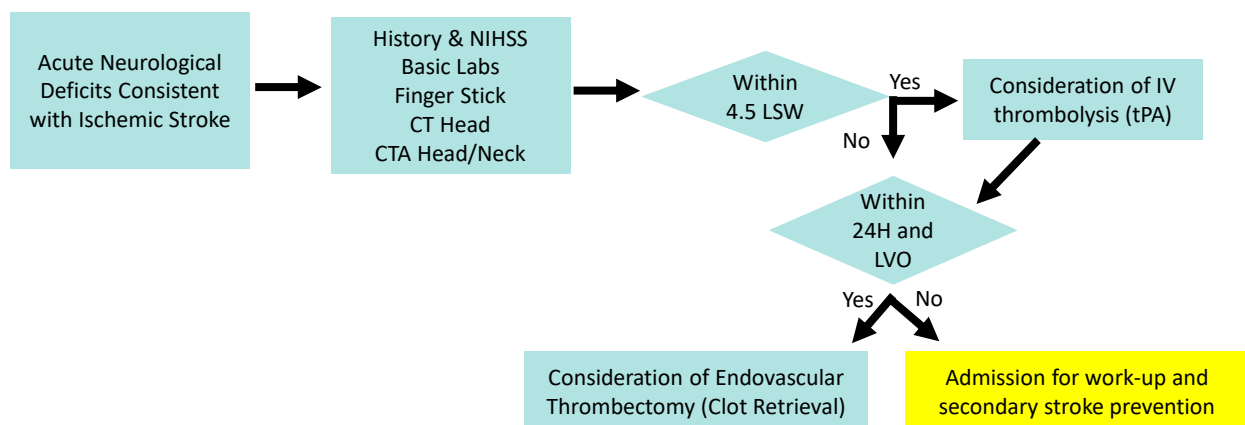 Acute Neurological
Deficits Consistent
with Ischemic Stroke
History & NIHSS
Basic Labs
Finger Stick
CT Head
CTA Head/Neck
Within
4.5 LSW
Yes
No
Consideration of IV
thrombolysis (tPA)
Within
24H and
LVO
Yes
No
Consideration of Endovascular
Thrombectomy (Clot Retrieval)
Admission for work-up and
secondary stroke prevention